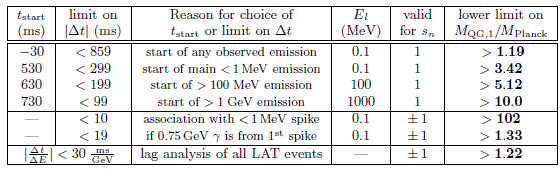 t_start (ms) | limit on |Δt| (ms) | Reason for choice of t_start or limit on Δt | E_l (MeV) | valid for s_n | lower limit on M_QG,1/M_Planck
−30 | < 859 | start of any observed emission | 0.1 | 1 | > 1.19
530 | < 299 | start of main < 1 MeV emission | 0.1 | 1 | > 3.42
630 | < 199 | start of > 100 MeV emission | 100 | 1 | > 5.12
730 | < 99 | start of > 1 GeV emission | 1000 | 1 | > 10.0
— | < 10 | association with < 1 MeV spike | 0.1 | ±1 | > 102
— | < 19 | if 0.75 GeV γ is from 1st spike | 0.1 | ±1 | > 1.33
|Δt/ΔE| < 30 ms/GeV | lag analysis of all LAT events | — | ±1 | > 1.22